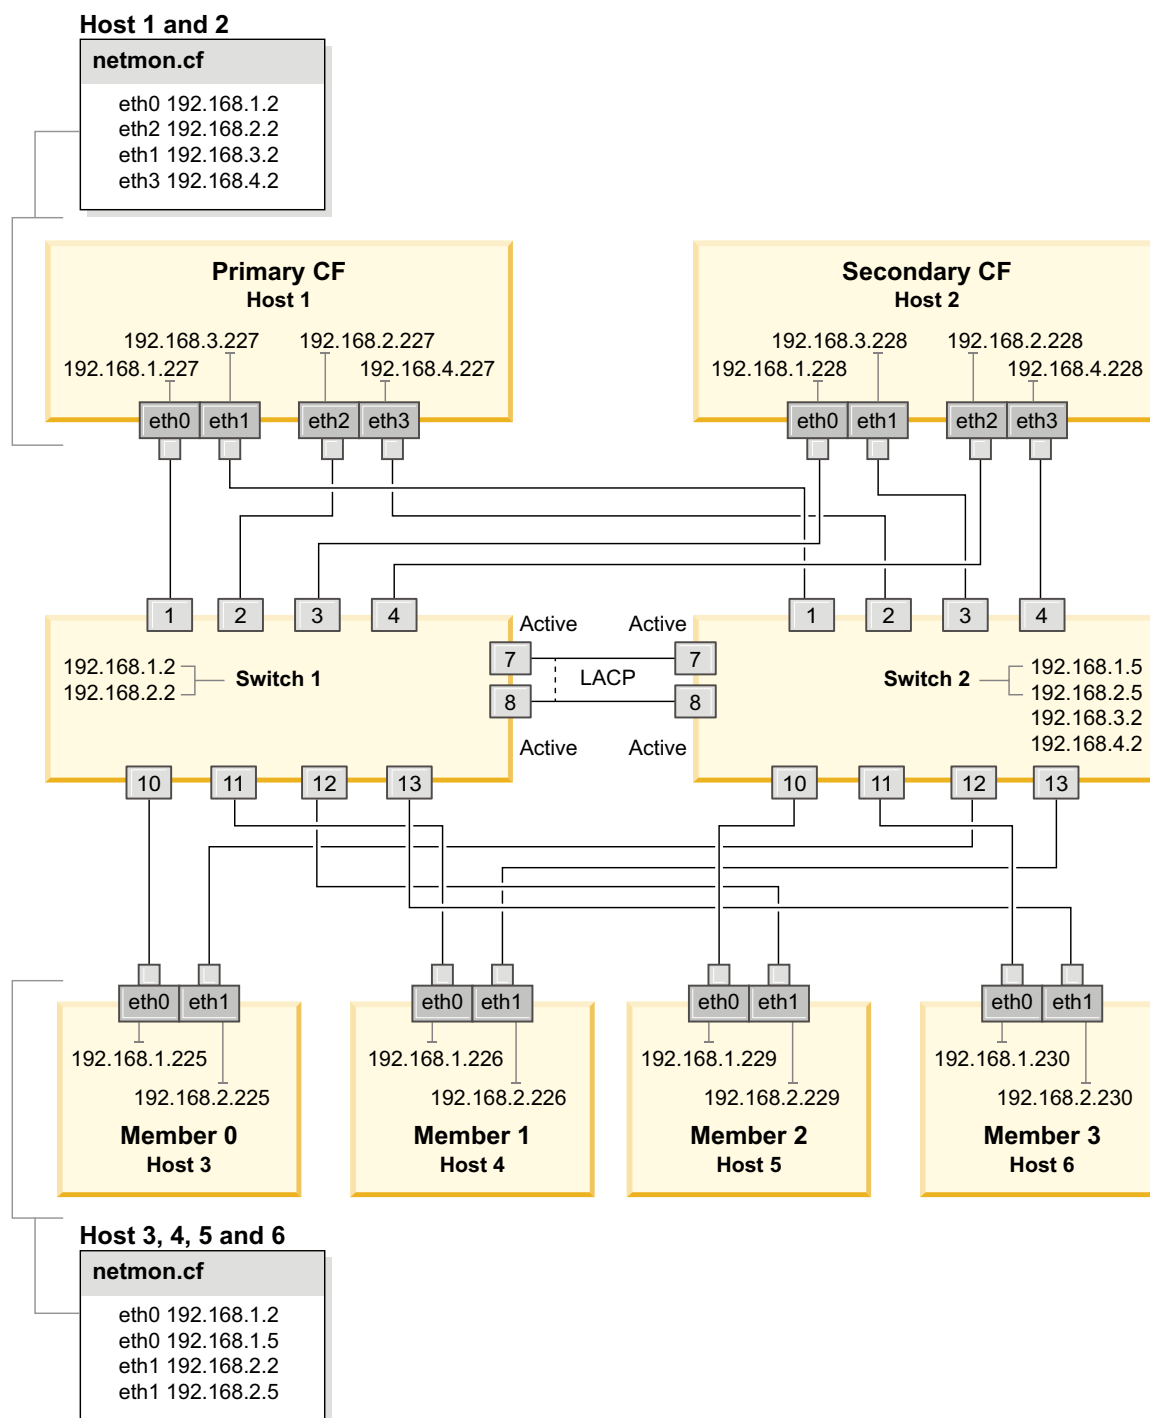 Host 1 and 2
netmon.cf
eth0 192.168.1.2
eth2 192.168.2.2
eth1 192.168.3.2
eth3 192.168.4.2
Primary CF
Host 1
192.168.3.227
192.168.2.227
192.168.1.227
192.168.4.227
eth0
eth1
eth2
eth3
Secondary CF
Host 2
192.168.3.228
192.168.2.228
192.168.1.228
192.168.4.228
eth0
eth1
eth2
eth3
1
2
3
4
192.168.1.2
192.168.2.2
Switch 1
7
8
10
11
12
13
Active
Active
LACP
Active
Active
1
2
3
4
7
8
Switch 2
192.168.1.5
192.168.2.5
192.168.3.2
192.168.4.2
10
11
12
13
eth0
eth1
192.168.1.225
192.168.2.225
Member 0
Host 3
eth0
eth1
192.168.1.226
192.168.2.226
Member 1
Host 4
eth0
eth1
192.168.1.229
192.168.2.229
Member 2
Host 5
eth0
eth1
192.168.1.230
192.168.2.230
Member 3
Host 6
Host 3, 4, 5 and 6
netmon.cf
eth0 192.168.1.2
eth0 192.168.1.5
eth1 192.168.2.2
eth1 192.168.2.5